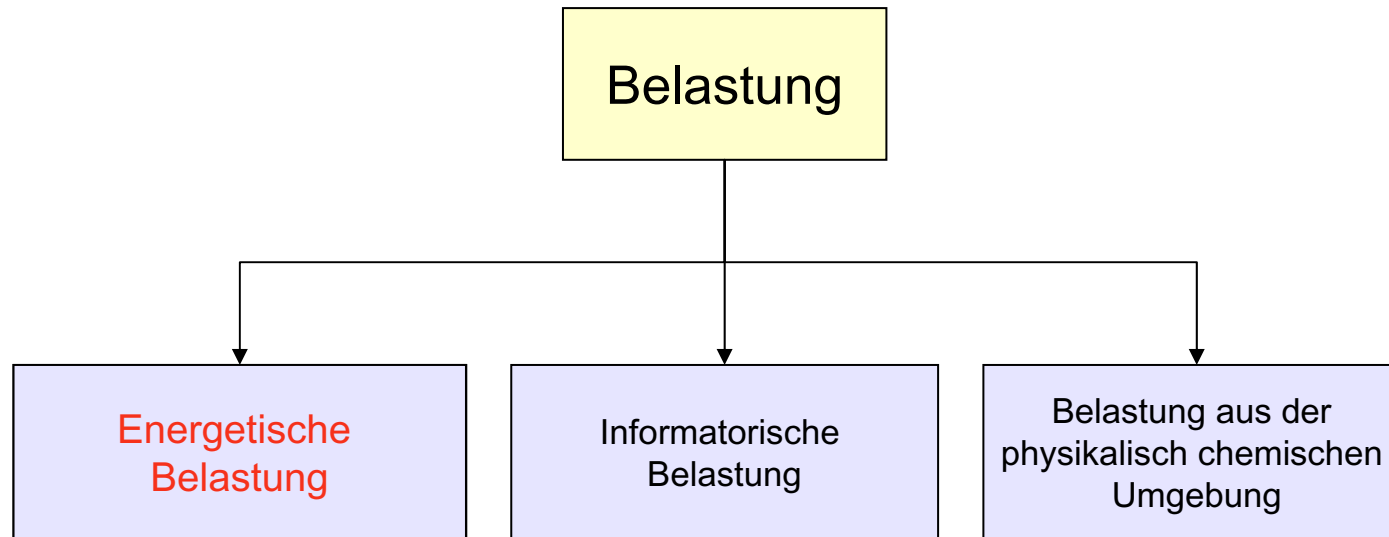 Belastung
Energetische
Belastung
Informatorische
Belastung
Belastung aus der
physikalisch chemischen
Umgebung